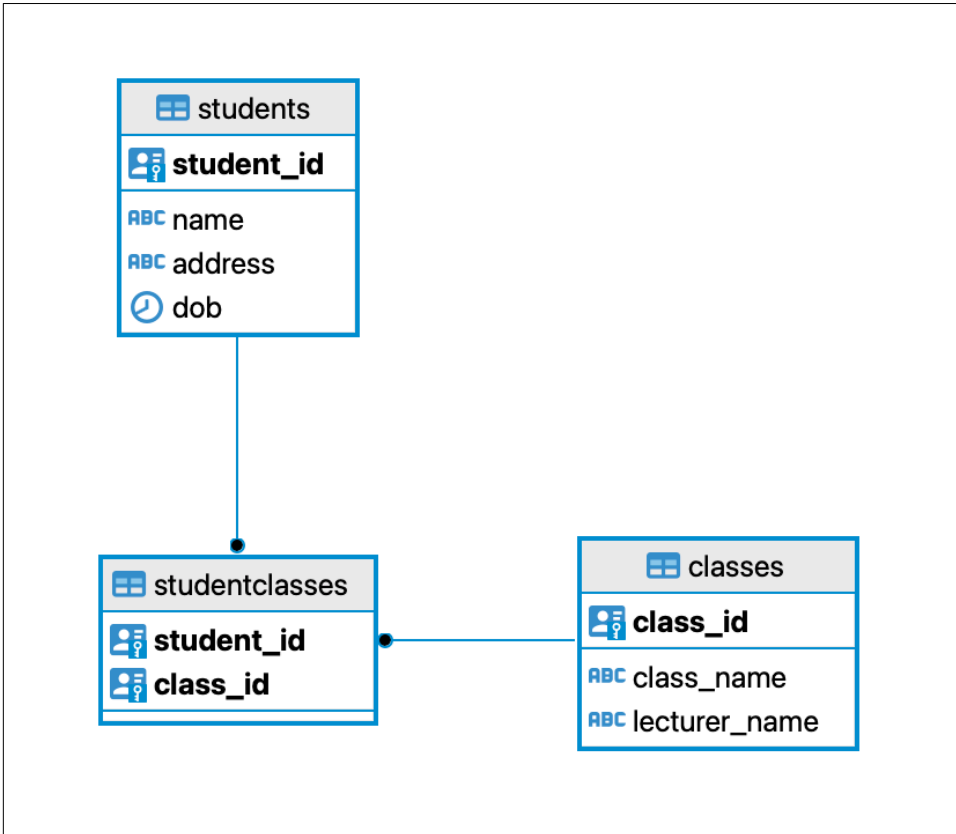 students
student_id
ABC name
ABC address
dob
studentclasses
student_id
class_id
classes
class_id
ABC class_name
ABC lecturer_name